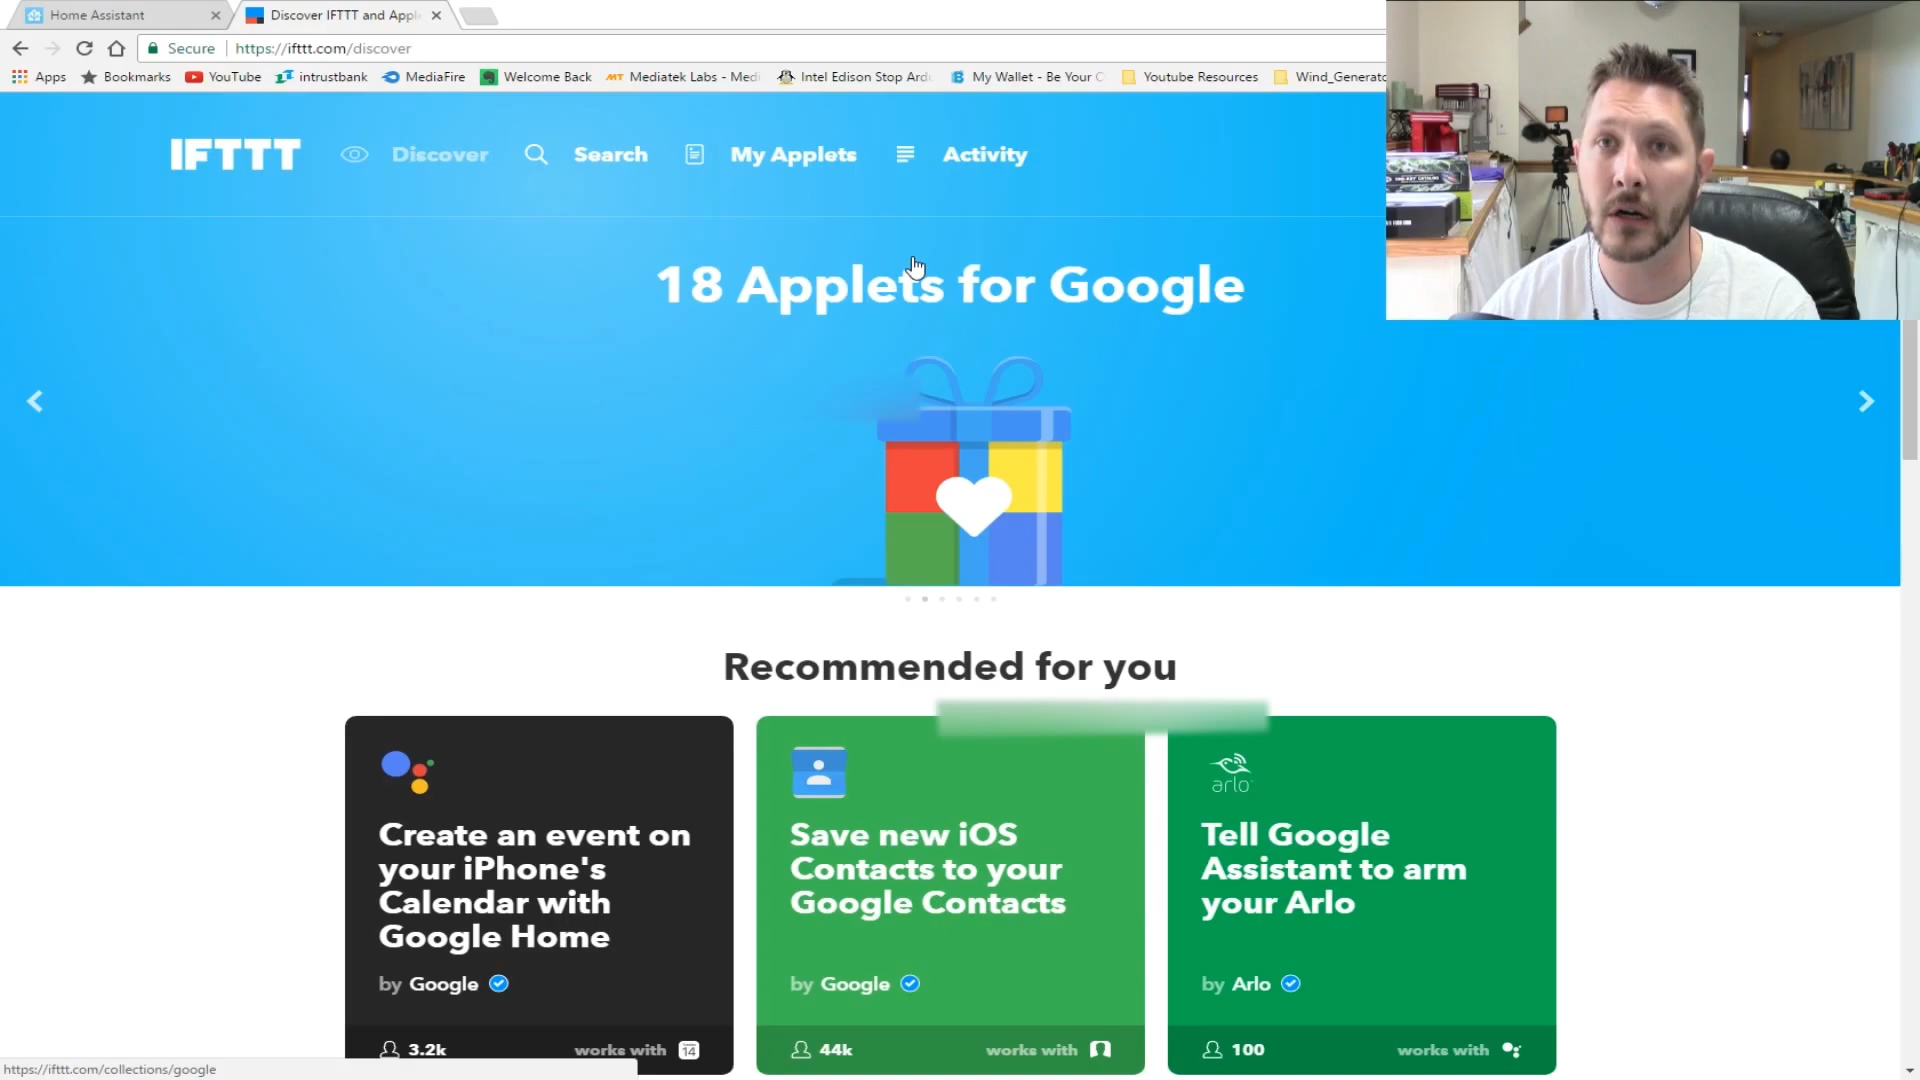 Home Assistant
Discover IFTTT and Apple
Secure
https://ifttt.com/discover
Apps
Bookmarks
YouTube
intrustbank
MediaFire
Welcome Back
Mediatek Labs - Medi
Intel Edison Stop Ardu
My Wallet - Be Your O
Youtube Resources
Wind_Generato
IFTTT
Discover
Search
My Applets
Activity
18 Applets for Google
Recommended for you
Create an event on
your iPhone's
Calendar with
Google Home
by Google
3.2k
works with
14
Save new iOS
Contacts to your
Google Contacts
by Google
44k
works with
arlo
Tell Google
Assistant to arm
your Arlo
by Arlo
100
works with
https://ifttt.com/collections/google